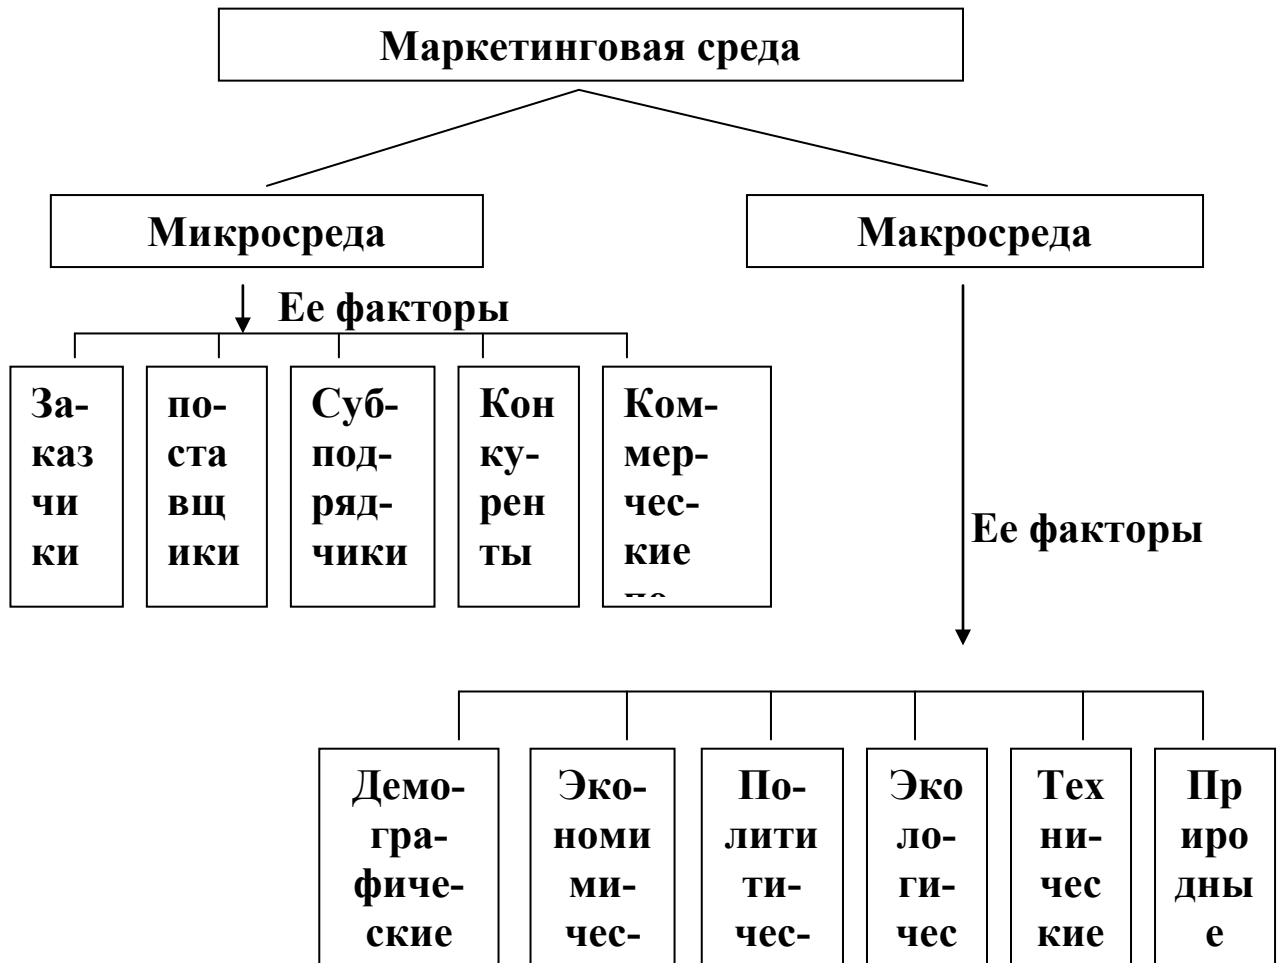 Маркетинговая среда
Микросреда
Макросреда
Ее факторы
За-
каз
чи
ки
по-
ста
вщ
ики
Суб-
под-
ряд-
чики
Кон
ку-
рен
ты
Ком-
мер-
чес-
кие
Ее факторы
Демо-
гра-
фиче-
ские
Эко-
номи
ми-
чес-
По-
лити
ти-
чес-
Эко
ло-
ги-
чес
Тех
ни-
чес
кие
Пр
иро
дны
е